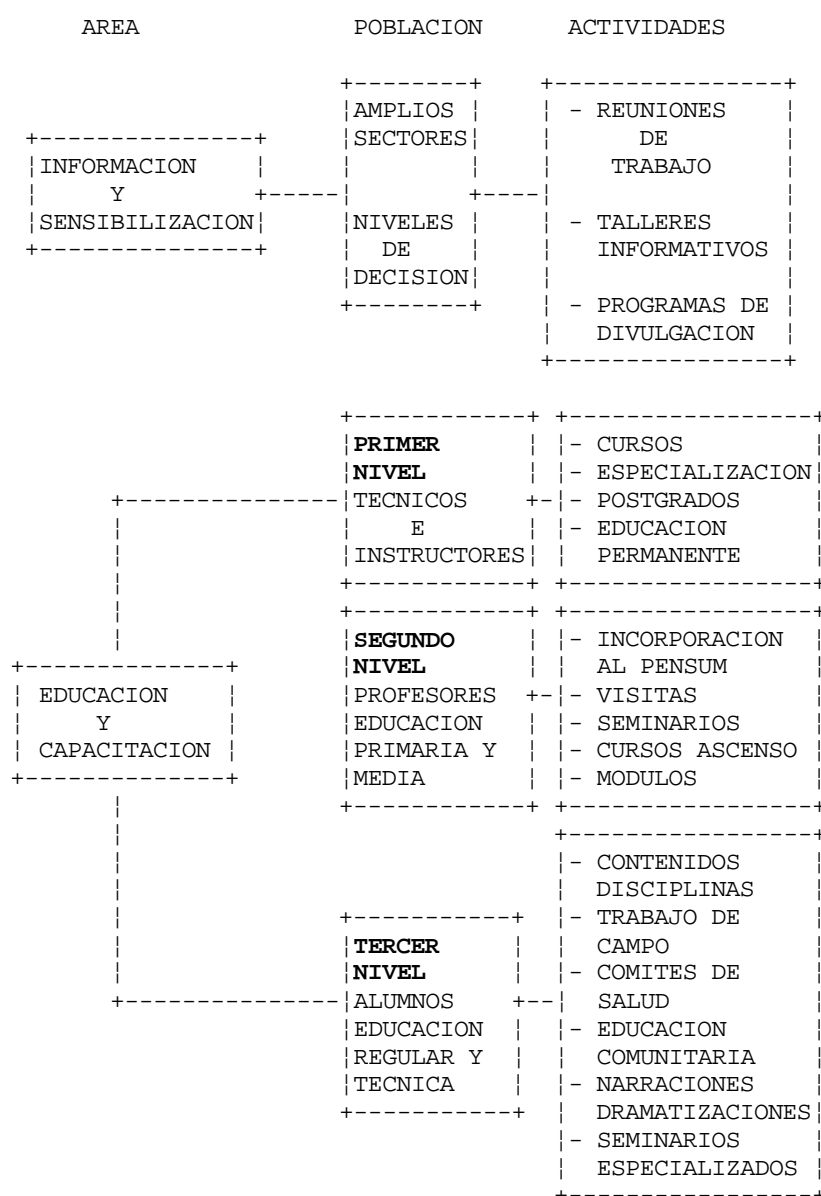 AREA POBLACION ACTIVIDADES
AMPLIOS
SECTORES
NIVELES
DE
DECISION
- REUNIONES
DE
TRABAJO
- TALLERES
INFORMATIVOS
- PROGRAMAS DE
DIVULGACION
INFORMACION
Y
SENSIBILIZACION
PRIMER
NIVEL
TECNICOS
E
INSTRUCTORES
- CURSOS
- ESPECIALIZACION
- POSTGRADOS
- EDUCACION
PERMANENTE
EDUCACION
Y
CAPACITACION
SEGUNDO
NIVEL
PROFESORES
EDUCACION
PRIMARIA Y
MEDIA
- INCORPORACION
AL PENSUM
- VISITAS
- SEMINARIOS
- CURSOS ASCENSO
- MODULOS
TERCER
NIVEL
ALUMNOS
EDUCACION
REGULAR Y
TECNICA
- CONTENIDOS
DISCIPLINAS
- TRABAJO DE
CAMPO
- COMITES DE
SALUD
- EDUCACION
COMUNITARIA
- NARRACIONES
DRAMATIZACIONES
- SEMINARIOS
ESPECIALIZADOS